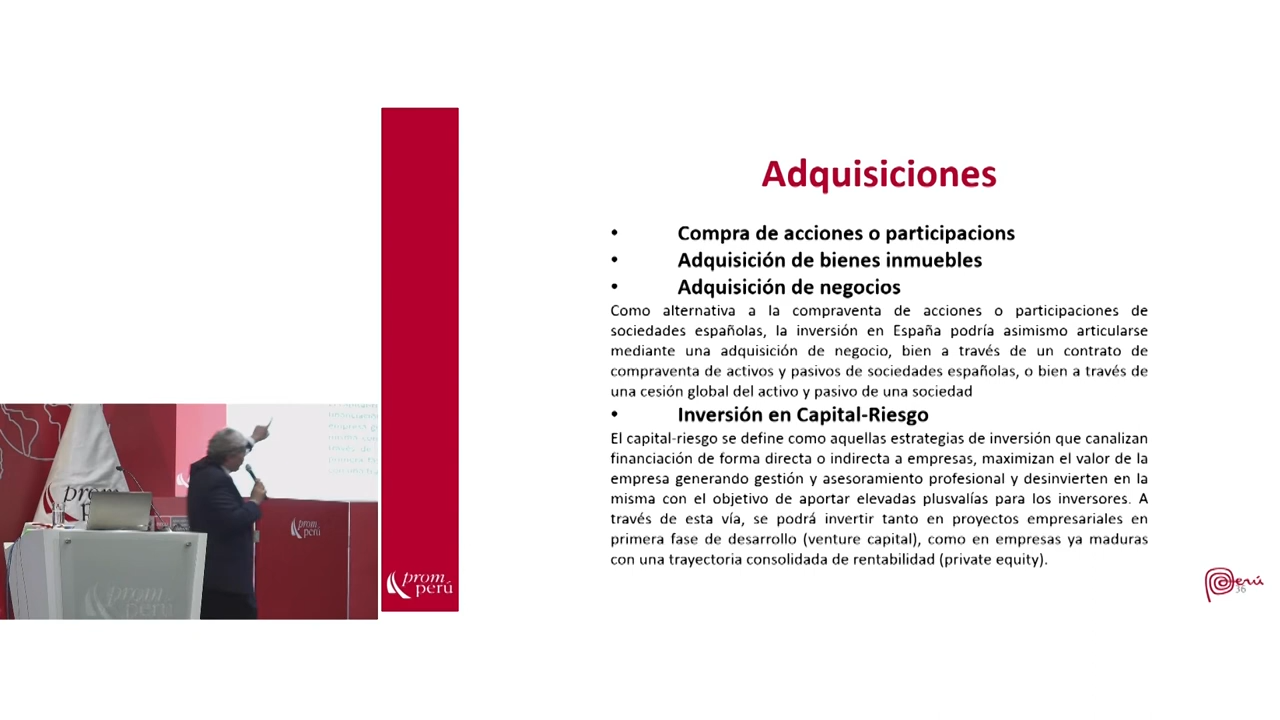 Adquisiciones
• Compra de acciones o participacions
• Adquisición de bienes inmuebles
• Adquisición de negocios
Como alternativa a la compraventa de acciones o participaciones de
sociedades españolas, la inversión en España podría asimismo articularse
mediante una adquisición de negocio, bien a través de un contrato de
compraventa de activos y pasivos de sociedades españolas, o bien a través de
una cesión global del activo y pasivo de una sociedad
• Inversión en Capital-Riesgo
El capital-riesgo se define como aquellas estrategias de inversión que canalizan
financiación de forma directa o indirecta a empresas, maximizan el valor de la
empresa generando gestión y asesoramiento profesional y desinvierten en la
misma con el objetivo de aportar elevadas plusvalías para los inversores. A
través de esta vía, se podrá invertir tanto en proyectos empresariales en
primera fase de desarrollo (venture capital), como en empresas ya maduras
con una trayectoria consolidada de rentabilidad (private equity).
prom
perú
Perú
36
prom
prom
perú
prom
perú